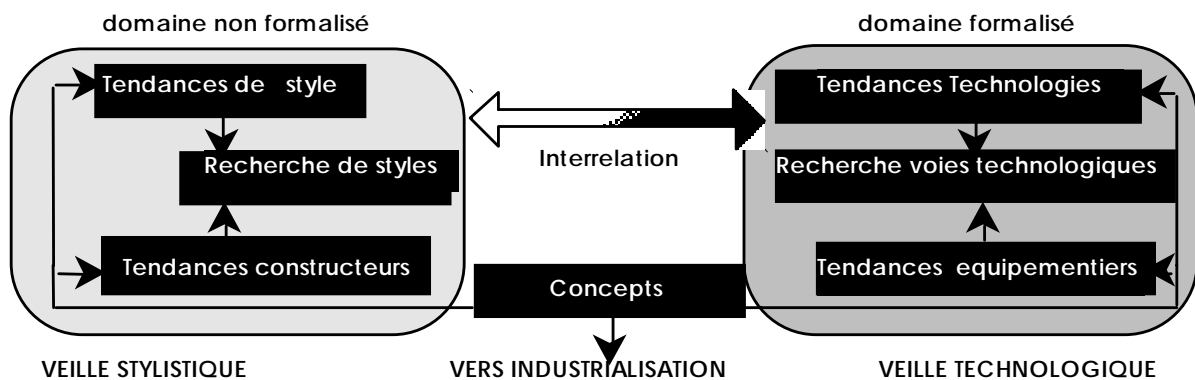 domaine non formalisé
domaine formalisé
Tendances de style
Tendances Technologies
Interrelation
Recherche de styles
Recherche voies technologiques
Tendances constructeurs
Tendances equipementiers
Concepts
VEILLE STYLISTIQUE
VERS INDUSTRIALISATION
VEILLE TECHNOLOGIQUE